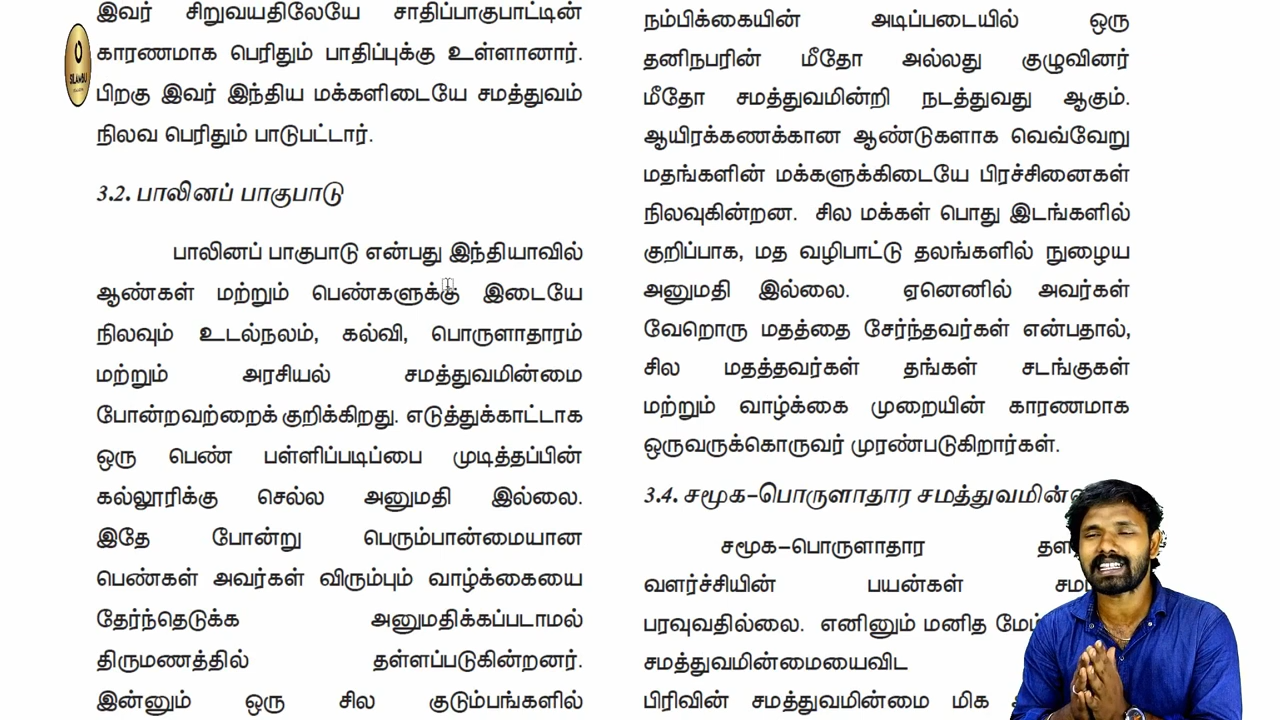 இவர் சிறுவயதிலேயே சாதிப்பாகுபாட்டின்
காரணமாக பெரிதும் பாதிப்புக்கு உள்ளானார்.
பிறகு இவர் இந்திய மக்களிடையே சமத்துவம்
நிலவ பெரிதும் பாடுபட்டார்.
3.2. பாலினப் பாகுபாடு
பாலினப் பாகுபாடு என்பது இந்தியாவில்
ஆண்கள் மற்றும் பெண்களுக்கு இடையே
நிலவும் உடல்நலம், கல்வி, பொருளாதாரம்
மற்றும் அரசியல் சமத்துவமின்மை
போன்றவற்றைக் குறிக்கிறது. எடுத்துக்காட்டாக
ஒரு பெண் பள்ளிப்படிப்பை முடித்தப்பின்
கல்லூரிக்கு செல்ல அனுமதி இல்லை.
இதே போன்று பெரும்பான்மையான
பெண்கள் அவர்கள் விரும்பும் வாழ்க்கையை
தேர்ந்தெடுக்க அனுமதிக்கப்படாமல்
திருமணத்தில் தள்ளப்படுகின்றனர்.
இன்னும் ஒரு சில குடும்பங்களில்
நம்பிக்கையின் அடிப்படையில் ஒரு
தனிநபரின் மீதோ அல்லது குழுவினர்
மீதோ சமத்துவமின்றி நடத்துவது ஆகும்.
ஆயிரக்கணக்கான ஆண்டுகளாக வெவ்வேறு
மதங்களின் மக்களுக்கிடையே பிரச்சினைகள்
நிலவுகின்றன. சில மக்கள் பொது இடங்களில்
குறிப்பாக, மத வழிபாட்டு தலங்களில் நுழைய
அனுமதி இல்லை. ஏனெனில் அவர்கள்
வேறொரு மதத்தை சேர்ந்தவர்கள் என்பதால்,
சில மதத்தவர்கள் தங்கள் சடங்குகள்
மற்றும் வாழ்க்கை முறையின் காரணமாக
ஒருவருக்கொருவர் முரண்படுகிறார்கள்.
3.4. சமூக-பொருளாதார
சமூக-பொருளாதார
வளர்ச்சியின் பயன்கள்
பரவுவதில்லை. எனினும் மனித
சமத்துவமின்மையைவிட
பிரிவின் சமத்துவமின்மை மிக
SILAMBU